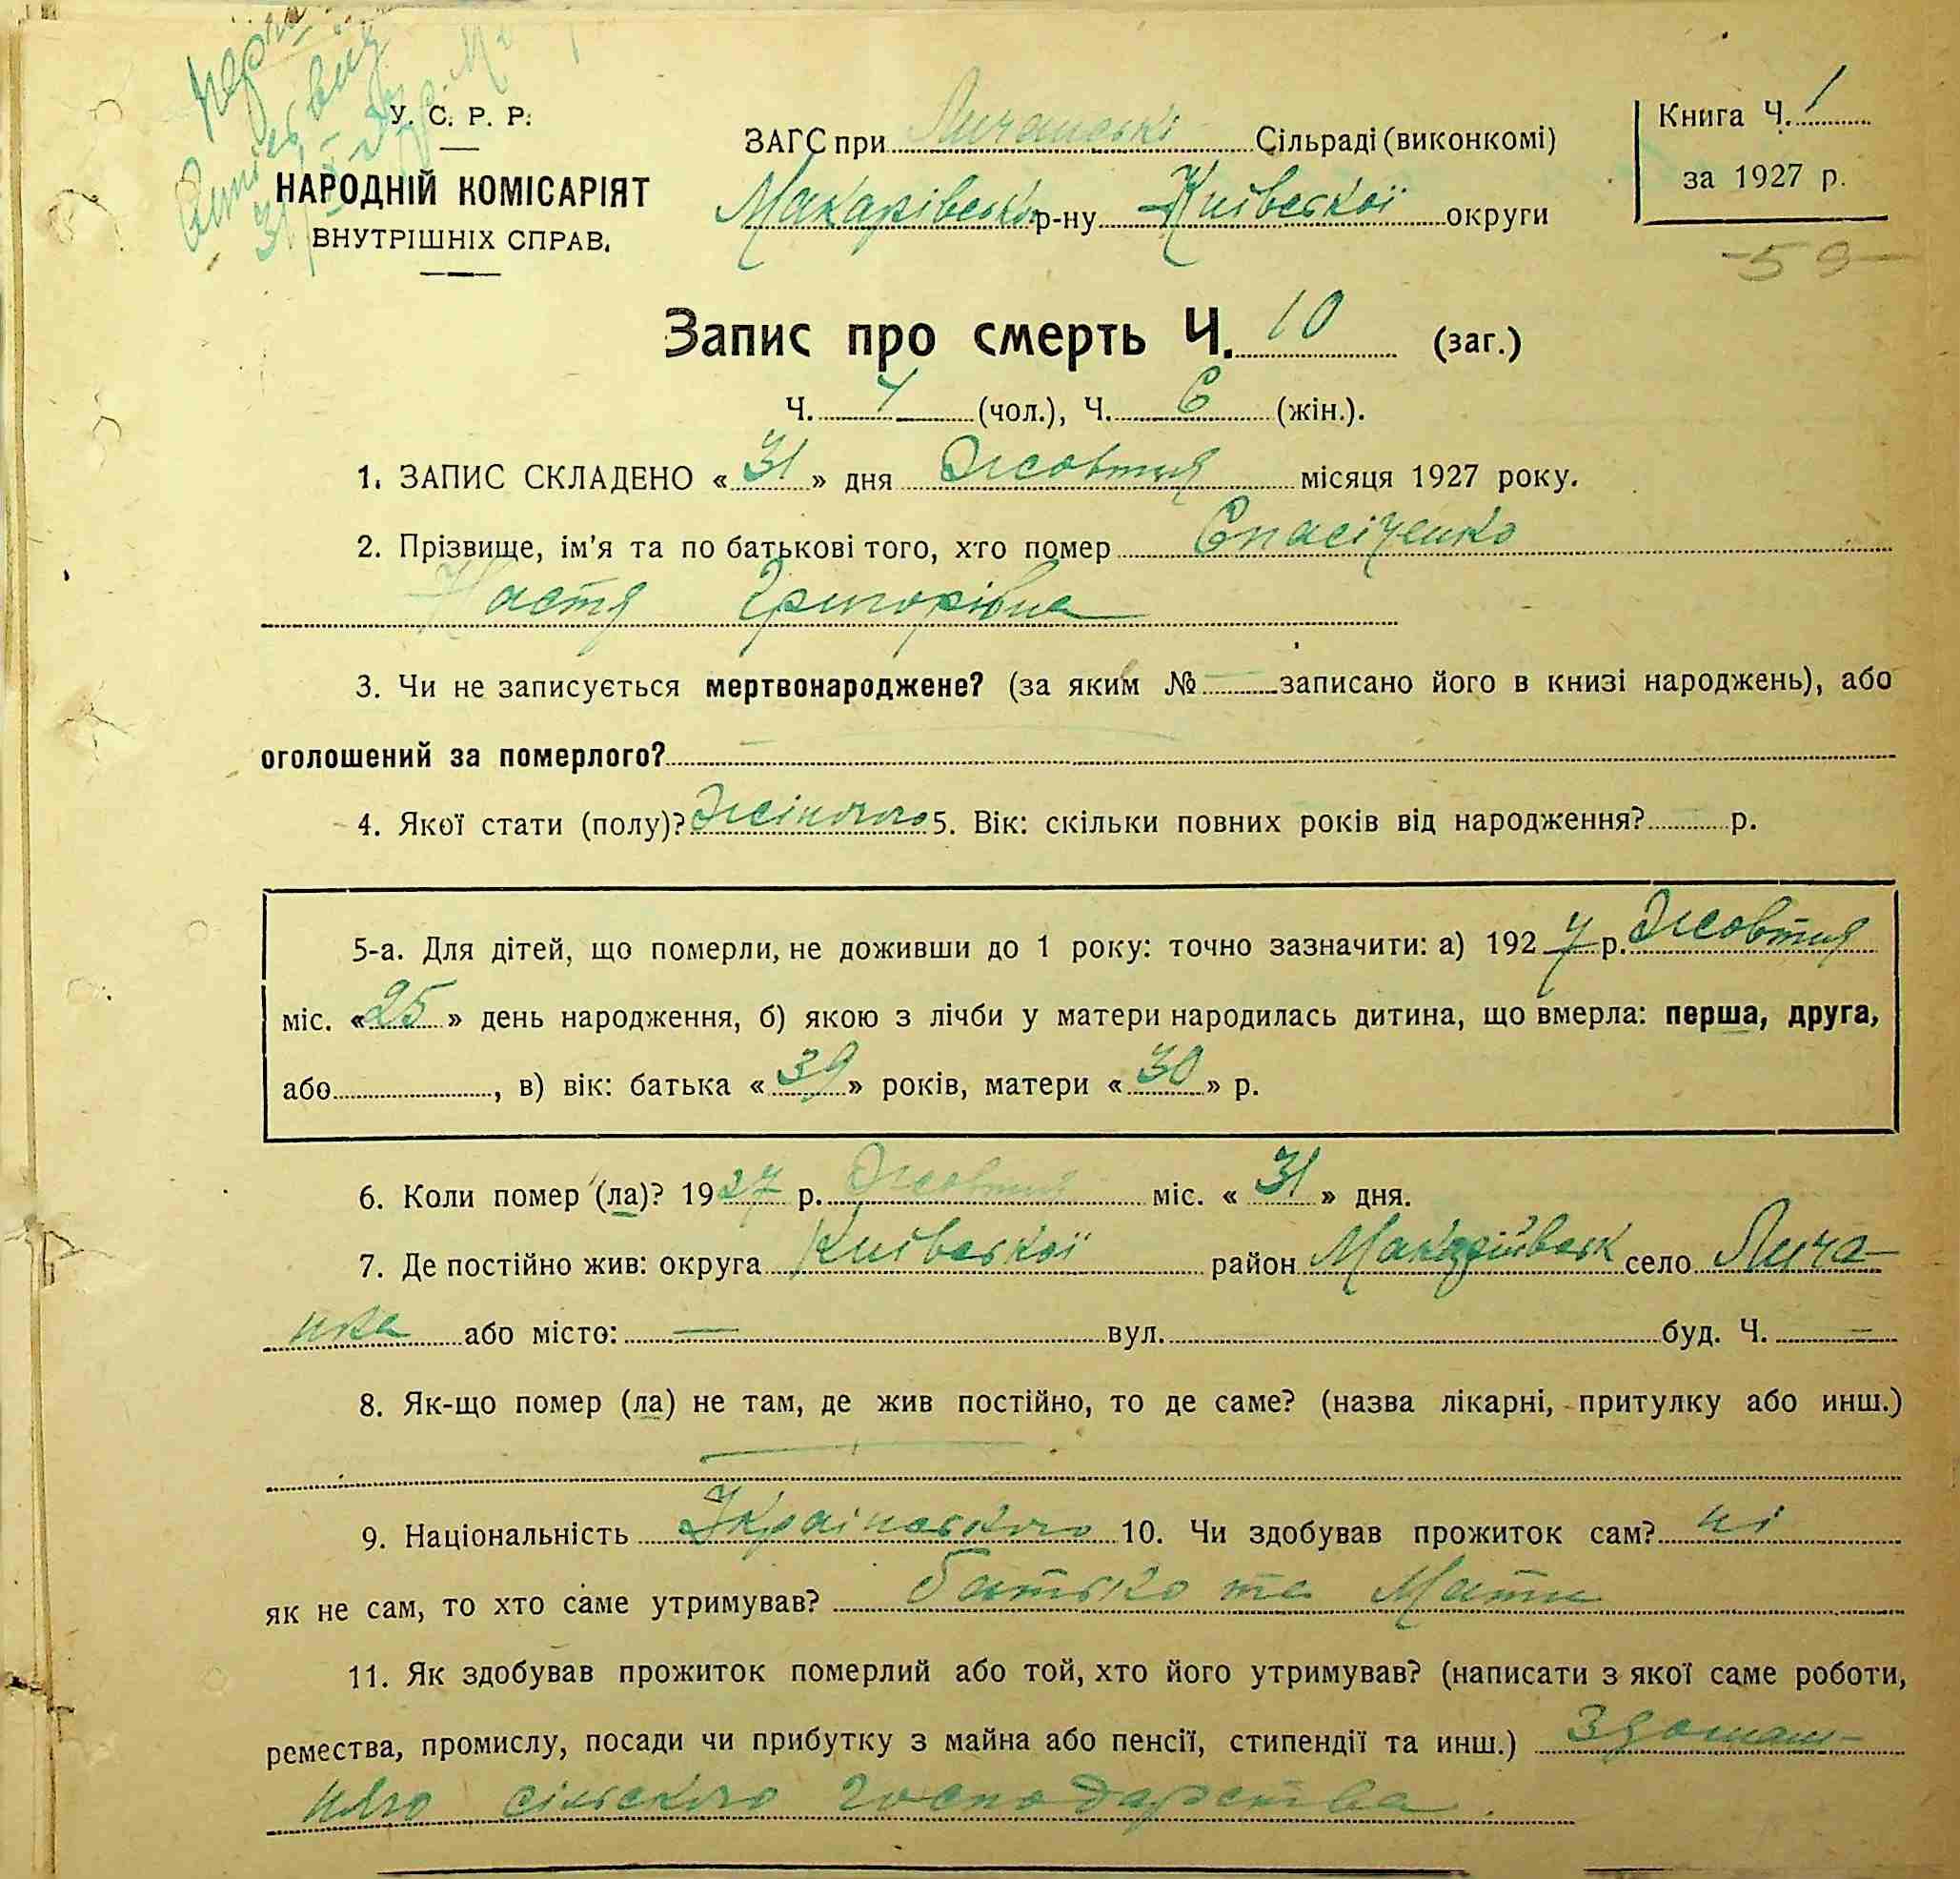 У. С. Р. Р.
НАРОДНІЙ КОМІСАРІЯТ
ВНУТРІШНІХ СПРАВ.
ЗАГС при Личанські Сільраді (виконкомі)
Макарівсько р-ну Київської округи
Книга Ч. 1
за 1927 р.
-59-
Запис про смерть Ч. 10 (заг.)
Ч. 4 (чол.), Ч. 6 (жін.).
1. ЗАПИС СКЛАДЕНО «31» дня Жовтня місяця 1927 року.
2. Прізвище, ім'я та по батькові того, хто помер Спасіченко
Настя Григорівна
3. Чи не записується мертвонароджене? (за яким № — записано його в книзі народжень), або
оголошений за померлого?
4. Якої стати (полу)? Жіночого 5. Вік: скільки повних років від народження? — р.
5-а. Для дітей, що померли, не доживши до 1 року: точно зазначити: а) 1927 р. Жовтня
міс. «25» день народження, б) якою з лічби у матери народилась дитина, що вмерла: перша, друга,
або , в) вік: батька «39» років, матери «30» р.
6. Коли помер (ла)? 1927 р. Жовтня міс. «31» дня.
7. Де постійно жив: округа Київської район Макарійвськ село Лича-
нка або місто: — вул. буд. Ч. —
8. Як-що помер (ла) не там, де жив постійно, то де саме? (назва лікарні, притулку або инш.)
9. Національність Українського 10. Чи здобував прожиток сам? ні
як не сам, то хто саме утримував? батько та Мати
11. Як здобував прожиток померлий або той, хто його утримував? (написати з якої саме роботи,
ремества, промислу, посади чи прибутку з майна або пенсії, стипендії та инш.) Здомаш-
нього сільского господарства.